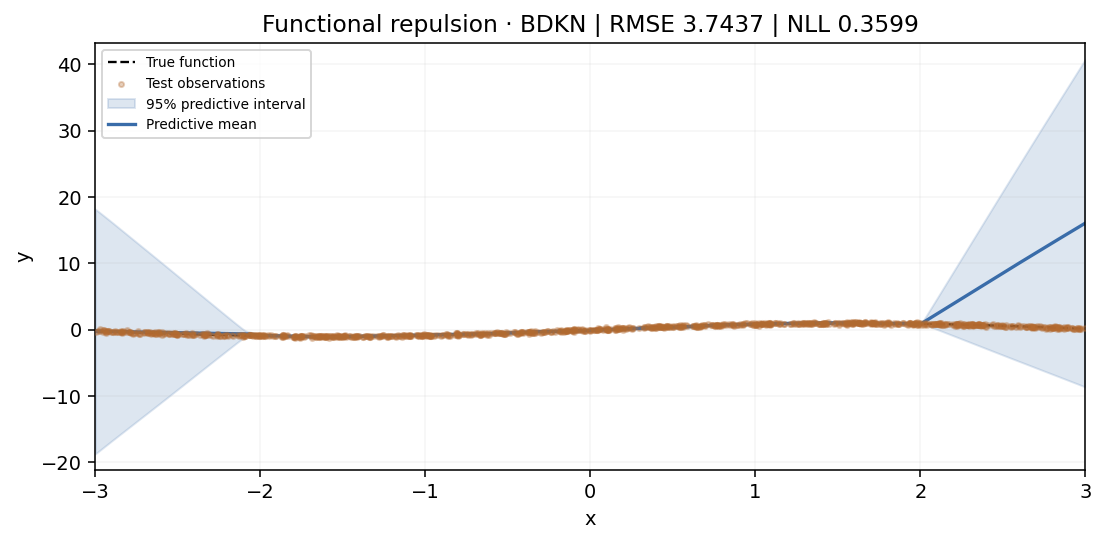 Functional repulsion · BDKN | RMSE 3.7437 | NLL 0.3599
True function
Test observations
95% predictive interval
Predictive mean
y
40
30
20
10
0
−10
−20
−3
−2
−1
0
1
2
3
x